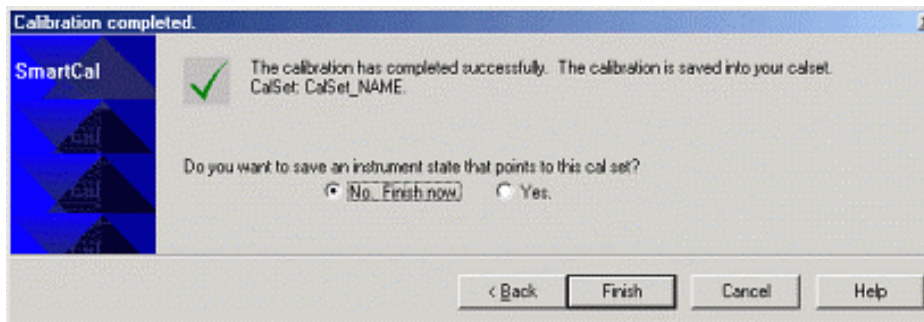 Calibration completed.
SmartCal
The calibration has completed successfully. The calibration is saved into your calset.
CalSet: CalSet_NAME.
Do you want to save an instrument state that points to this cal set?
No. Finish now. Yes.
< Back Finish Cancel Help